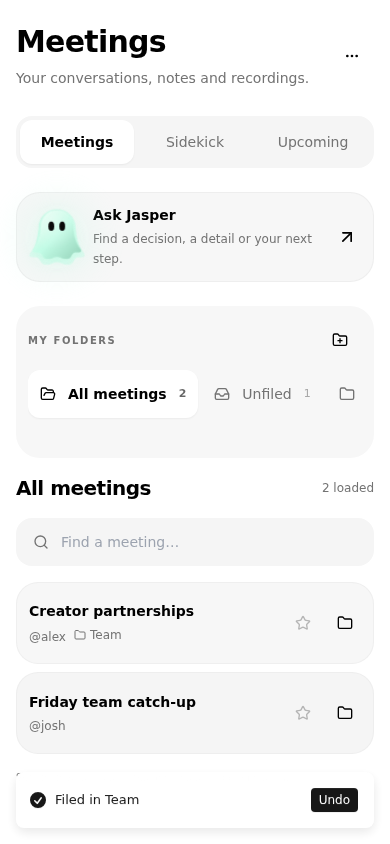 Meetings
Your conversations, notes and recordings.
Meetings Sidekick Upcoming
Ask Jasper
Find a decision, a detail or your next
step.
MY FOLDERS
All meetings 2 Unfiled 1
All meetings 2 loaded
Find a meeting…
Creator partnerships
@alex Team
Friday team catch-up
@josh
Filed in Team Undo